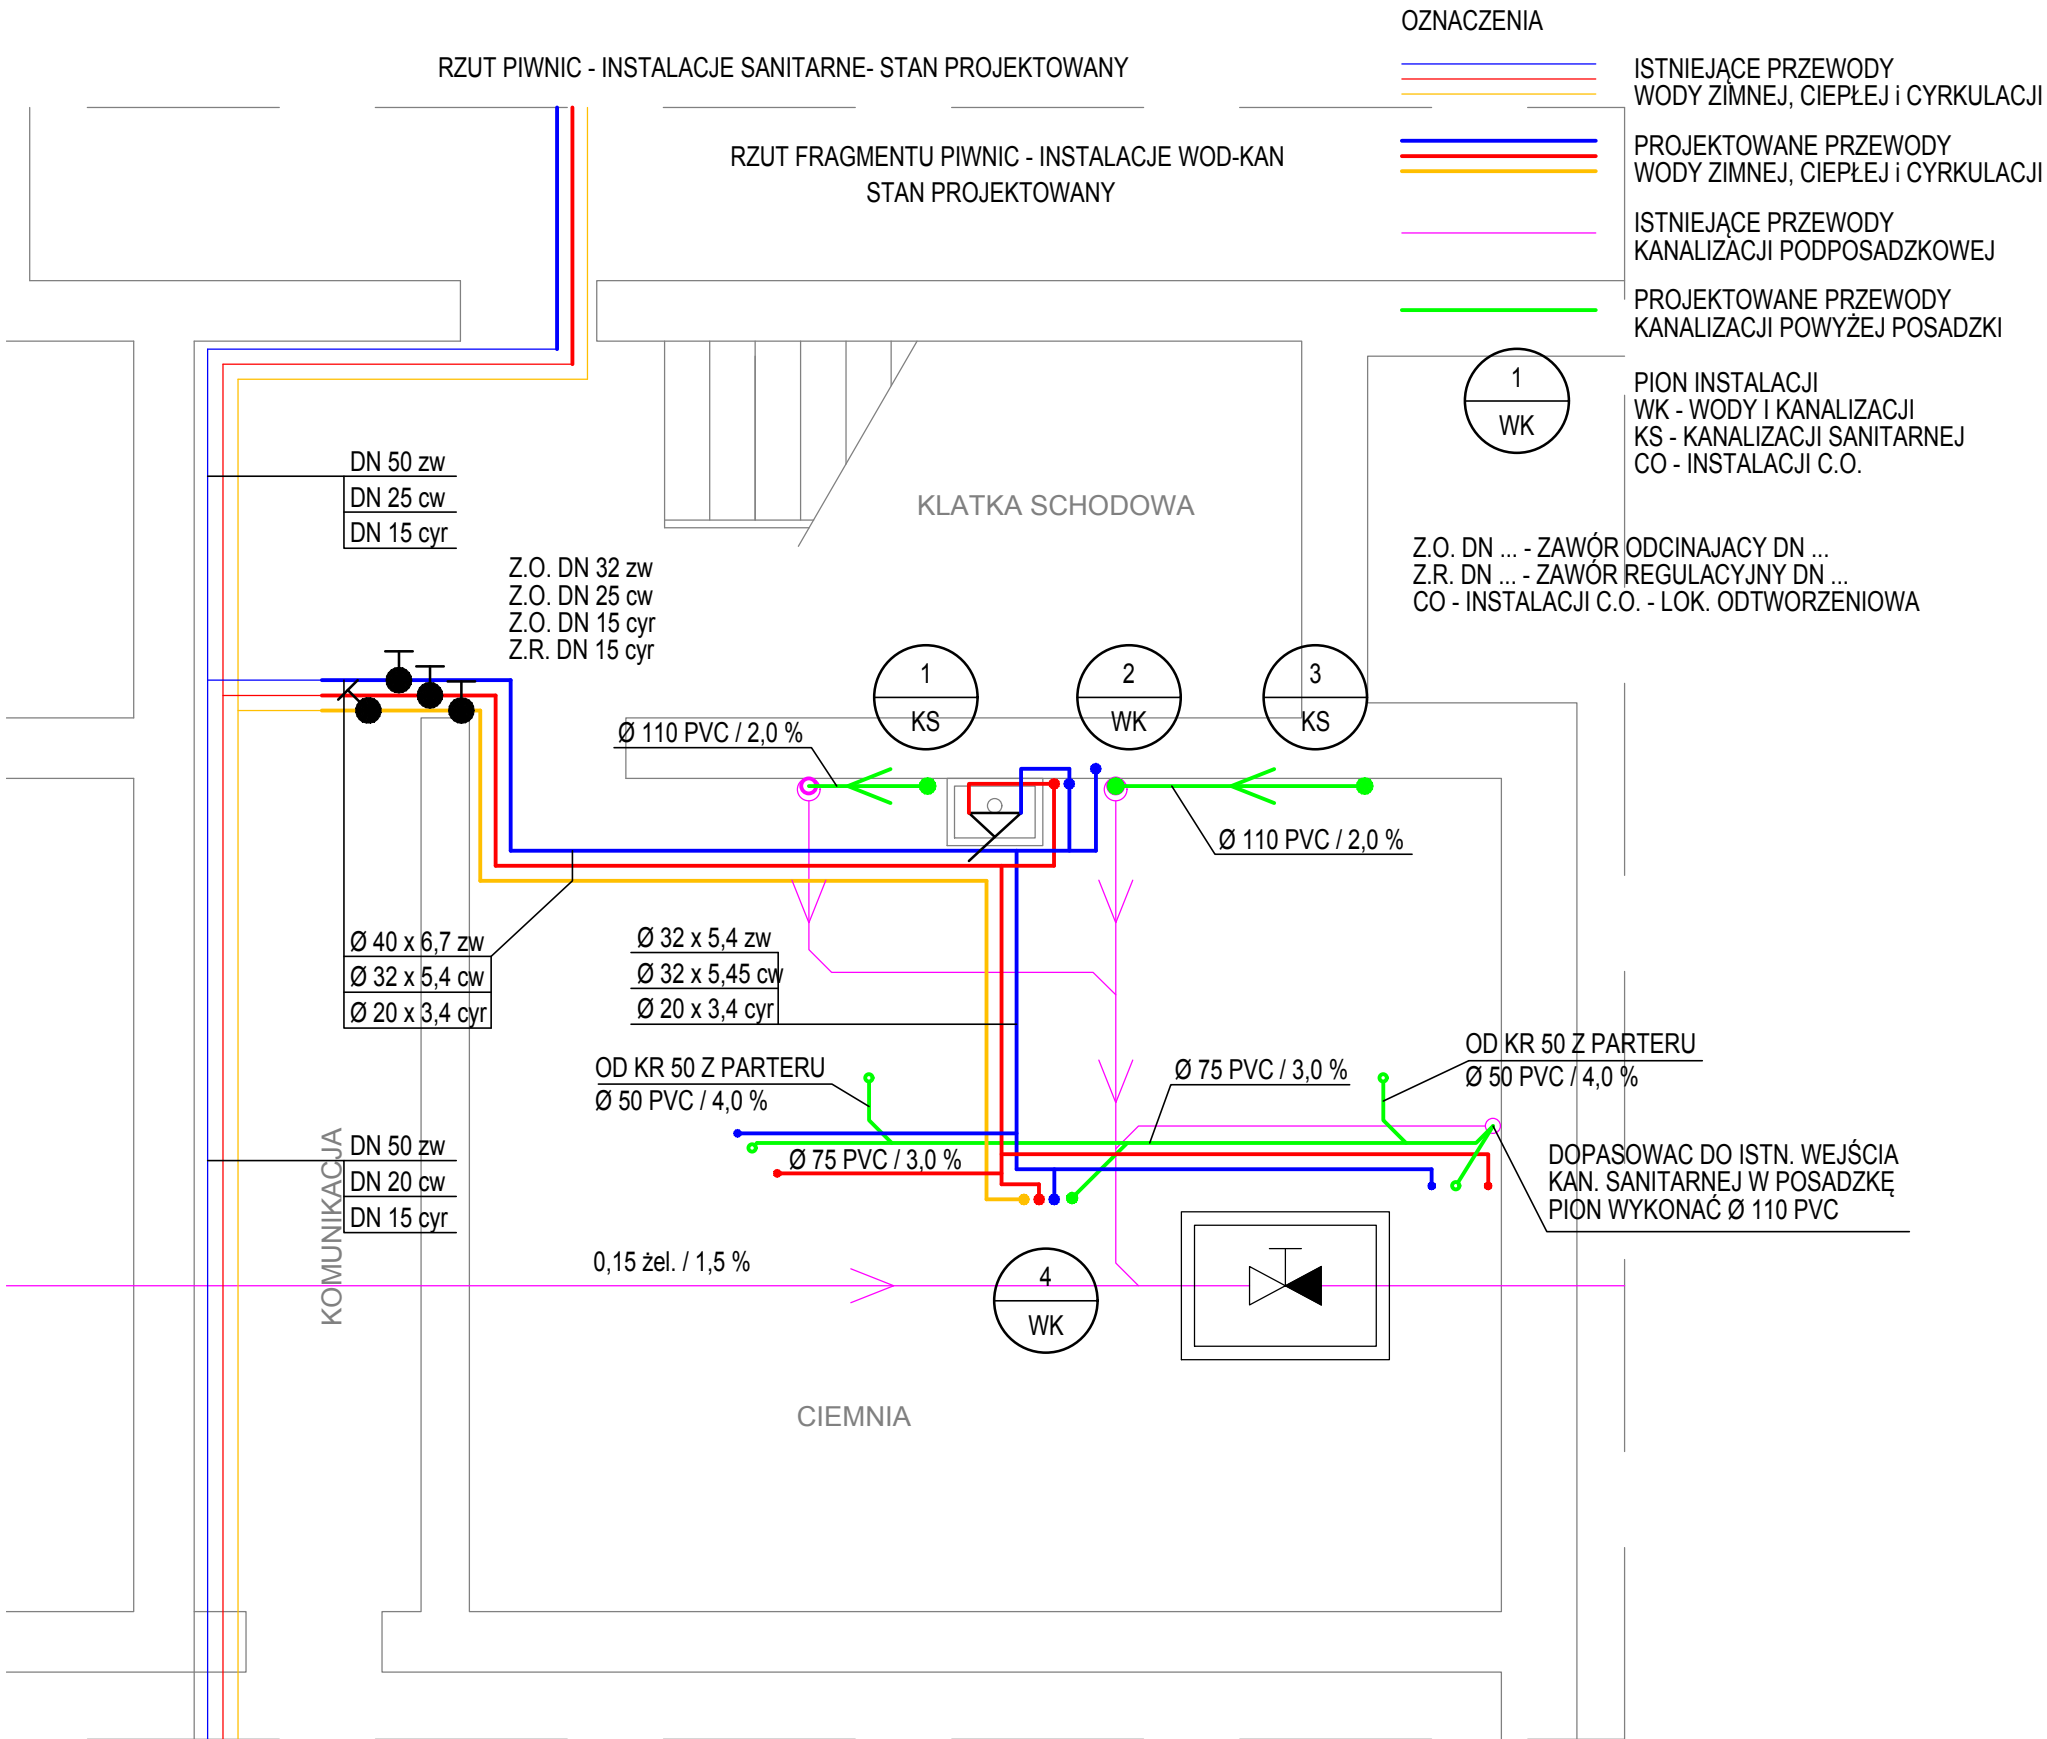 OZNACZENIA
RZUT PIWNIC - INSTALACJE SANITARNE- STAN PROJEKTOWANY
RZUT FRAGMENTU PIWNIC - INSTALACJE WOD-KAN
STAN PROJEKTOWANY
ISTNIEJĄCE PRZEWODY
WODY ZIMNEJ, CIEPŁEJ i CYRKULACJI
PROJEKTOWANE PRZEWODY
WODY ZIMNEJ, CIEPŁEJ i CYRKULACJI
ISTNIEJĄCE PRZEWODY
KANALIZACJI PODPOSADZKOWEJ
PROJEKTOWANE PRZEWODY
KANALIZACJI POWYŻEJ POSADZKI
1
WK
PION INSTALACJI
WK - WODY I KANALIZACJI
KS - KANALIZACJI SANITARNEJ
CO - INSTALACJI C.O.
Z.O. DN ... - ZAWÓR ODCINAJACY DN ...
Z.R. DN ... - ZAWÓR REGULACYJNY DN ...
CO - INSTALACJI C.O. - LOK. ODTWORZENIOWA
DN 50 zw
DN 25 cw
DN 15 cyr
KLATKA SCHODOWA
Z.O. DN 32 zw
Z.O. DN 25 cw
Z.O. DN 15 cyr
Z.R. DN 15 cyr
1
KS
2
WK
3
KS
Ø 110 PVC / 2,0 %
Ø 110 PVC / 2,0 %
Ø 40 x 6,7 zw
Ø 32 x 5,4 cw
Ø 20 x 3,4 cyr
Ø 32 x 5,4 zw
Ø 32 x 5,45 cw
Ø 20 x 3,4 cyr
OD KR 50 Z PARTERU
Ø 50 PVC / 4,0 %
Ø 75 PVC / 3,0 %
OD KR 50 Z PARTERU
Ø 50 PVC / 4,0 %
Ø 75 PVC / 3,0 %
DOPASOWAC DO ISTN. WEJŚCIA
KAN. SANITARNEJ W POSADZKĘ
PION WYKONAĆ Ø 110 PVC
KOMUNIKACJA
DN 50 zw
DN 20 cw
DN 15 cyr
0,15 żel. / 1,5 %
4
WK
CIEMNIA